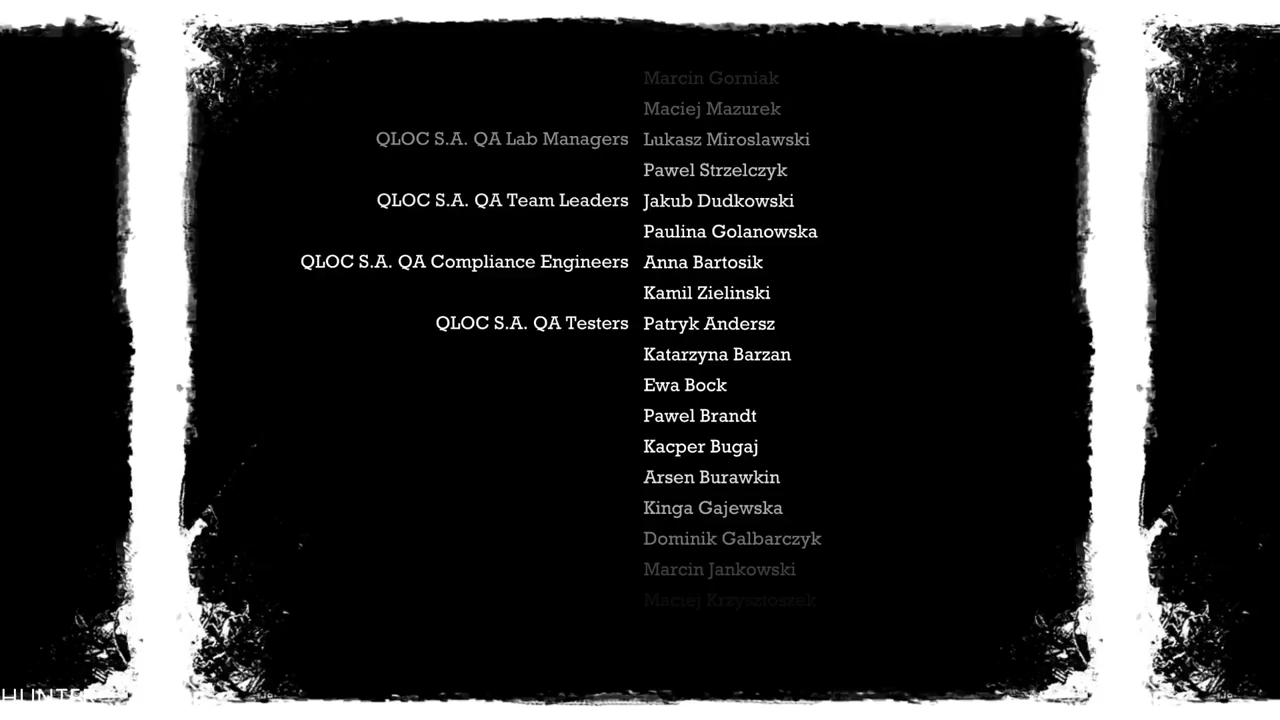 Marcin Gorniak
Maciej Mazurek
QLOC S.A. QA Lab Managers Lukasz Miroslawski
Pawel Strzelczyk
QLOC S.A. QA Team Leaders Jakub Dudkowski
Paulina Golanowska
QLOC S.A. QA Compliance Engineers Anna Bartosik
Kamil Zielinski
QLOC S.A. QA Testers Patryk Andersz
Katarzyna Barzan
Ewa Bock
Pawel Brandt
Kacper Bugaj
Arsen Burawkin
Kinga Gajewska
Dominik Galbarczyk
Marcin Jankowski
Maciej Krzysztoszek